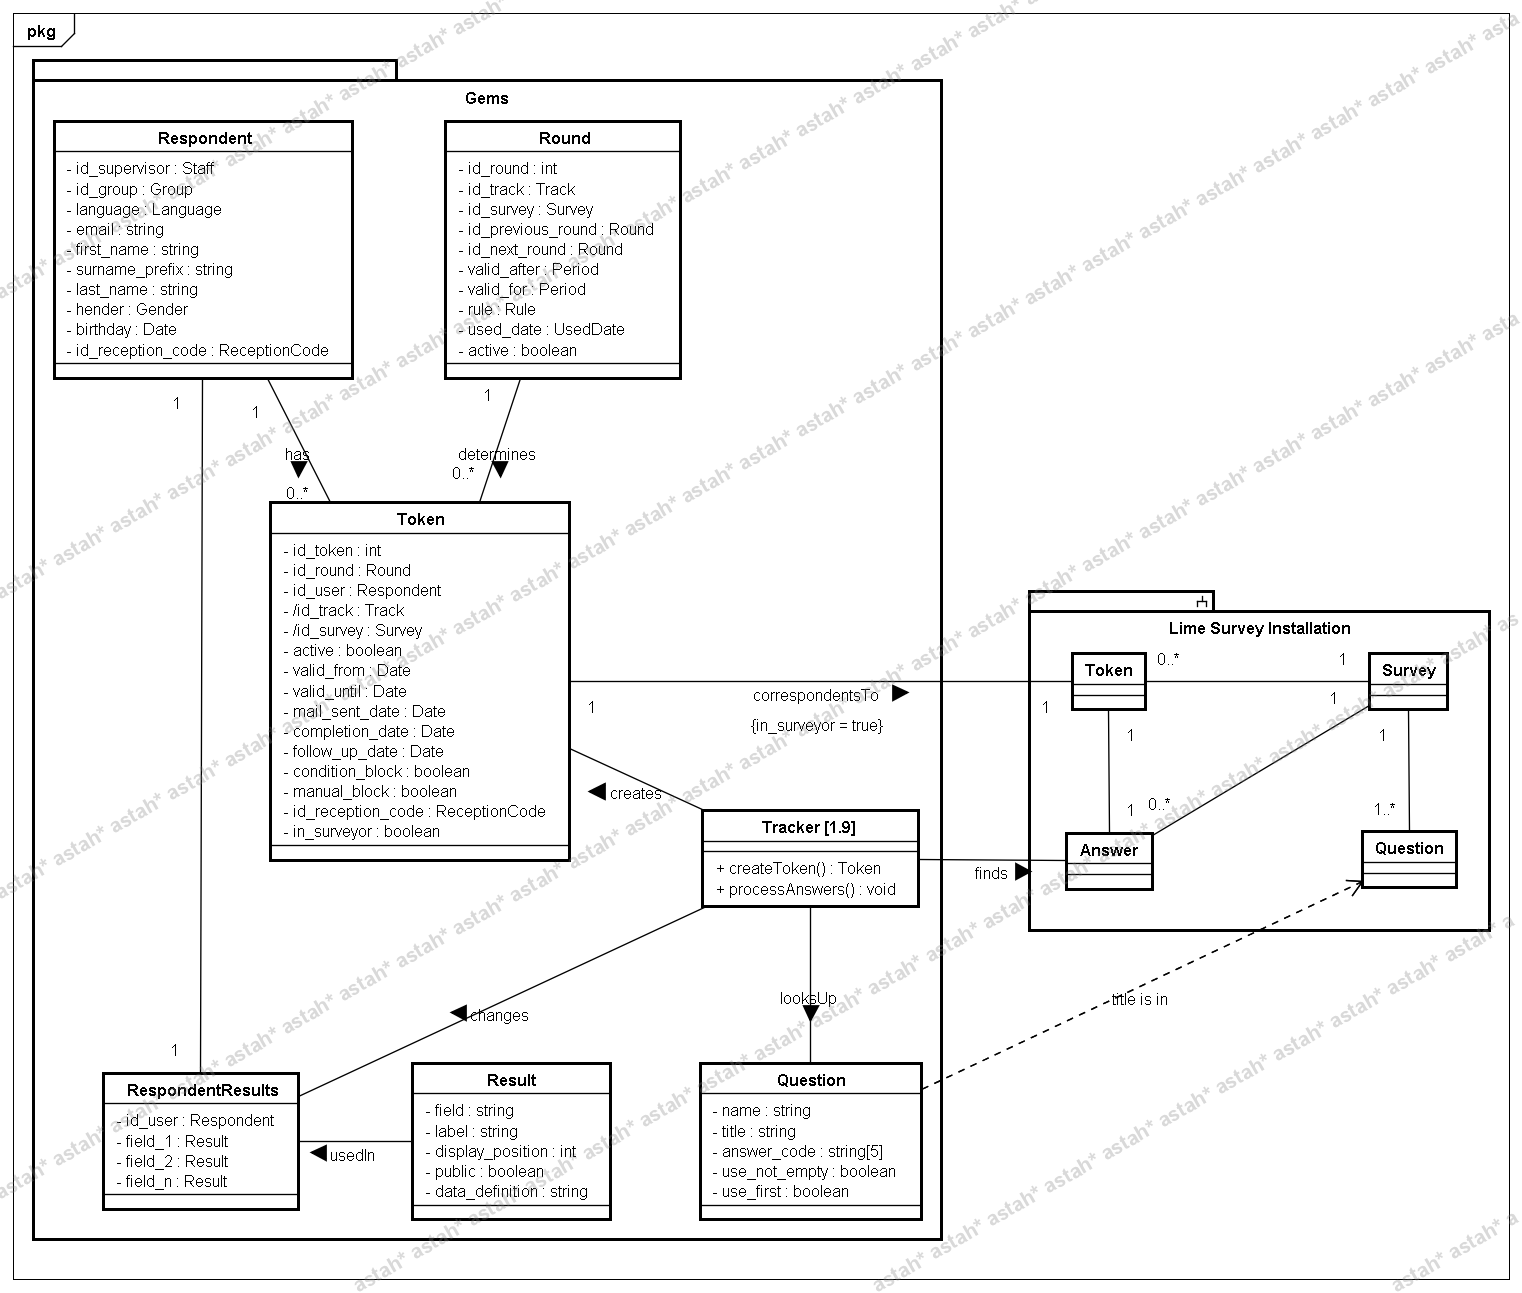 pkg
Gems
Respondent
- id_supervisor : Staff
- id_group : Group
- language : Language
- email : string
- first_name : string
- surname_prefix : string
- last_name : string
- hender : Gender
- birthday : Date
- id_reception_code : ReceptionCode
Round
- id_round : int
- id_track : Track
- id_survey : Survey
- id_previous_round : Round
- id_next_round : Round
- valid_after : Period
- valid_for : Period
- rule : Rule
- used_date : UsedDate
- active : boolean
1
1
1
has
determines
0..*
0..*
Token
- id_token : int
- id_round : Round
- id_user : Respondent
- /id_track : Track
- /id_survey : Survey
- active : boolean
- valid_from : Date
- valid_until : Date
- mail_sent_date : Date
- completion_date : Date
- follow_up_date : Date
- condition_block : boolean
- manual_block : boolean
- id_reception_code : ReceptionCode
- in_surveyor : boolean
1
correspondentsTo
{in_surveyor = true}
1
Lime Survey Installation
Token
0..*
1
Survey
1
1
1
1
0..*
1..*
Answer
Question
creates
Tracker [1.9]
+ createToken() : Token
+ processAnswers() : void
finds
changes
looksUp
title is in
1
RespondentResults
- id_user : Respondent
- field_1 : Result
- field_2 : Result
- field_n : Result
usedIn
Result
- field : string
- label : string
- display_position : int
- public : boolean
- data_definition : string
Question
- name : string
- title : string
- answer_code : string[5]
- use_not_empty : boolean
- use_first : boolean